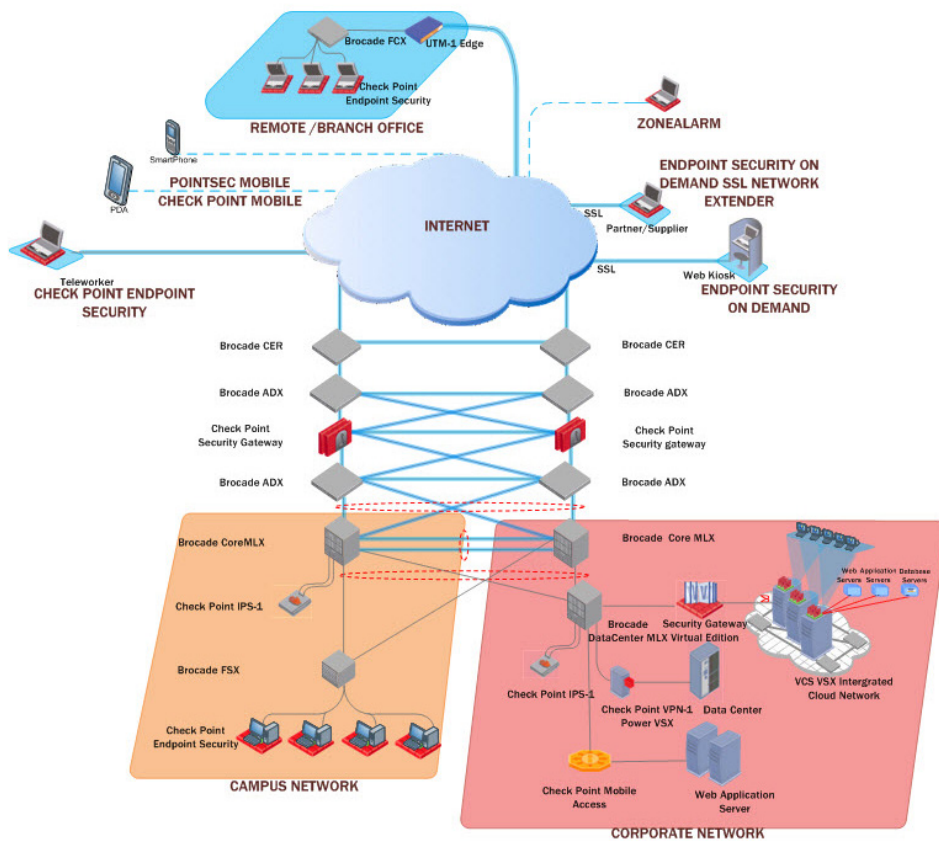 Brocade FCX
UTM-1 Edge
Check Point
Endpoint Security
REMOTE /BRANCH OFFICE
ZONEALARM
SmartPhone
POINTSEC MOBILE
CHECK POINT MOBILE
PDA
INTERNET
ENDPOINT SECURITY ON
DEMAND SSL NETWORK
EXTENDER
SSL
Partner/Supplier
Teleworker
CHECK POINT ENDPOINT
SECURITY
SSL
Web Kiosk
ENDPOINT SECURITY
ON DEMAND
Brocade CER
Brocade CER
Brocade ADX
Brocade ADX
Check Point
Security Gateway
Check Point
Security gateway
Brocade ADX
Brocade ADX
Brocade CoreMLX
Brocade Core MLX
Web Application Database
Servers Servers Servers
Check Point IPS-1
Security Gateway
Virtual Edition
Brocade
DataCenter MLX
VCS VSX Intergrated
Cloud Network
Brocade FSX
Check Point IPS-1
Check Point VPN-1
Power VSX
Data Center
Check Point
Endpoint Security
CAMPUS NETWORK
Check Point Mobile
Access
Web Application
Server
CORPORATE NETWORK